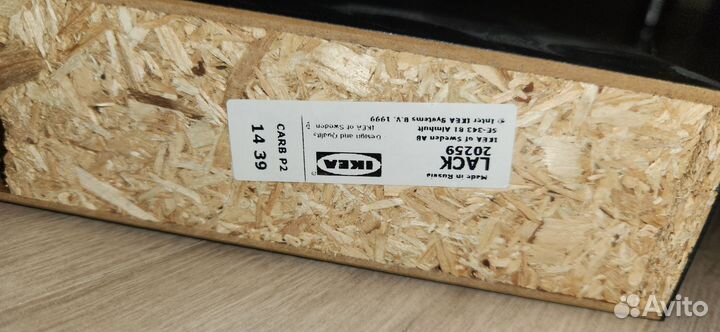 Made in Russia
LACK
20259
IKEA of Sweden AB
SE-343 81 Älmhult
© Inter IKEA Systems B.V. 1999
IKEA
Design and Quality
IKEA of Sweden
CARB P2
14 39
Avito